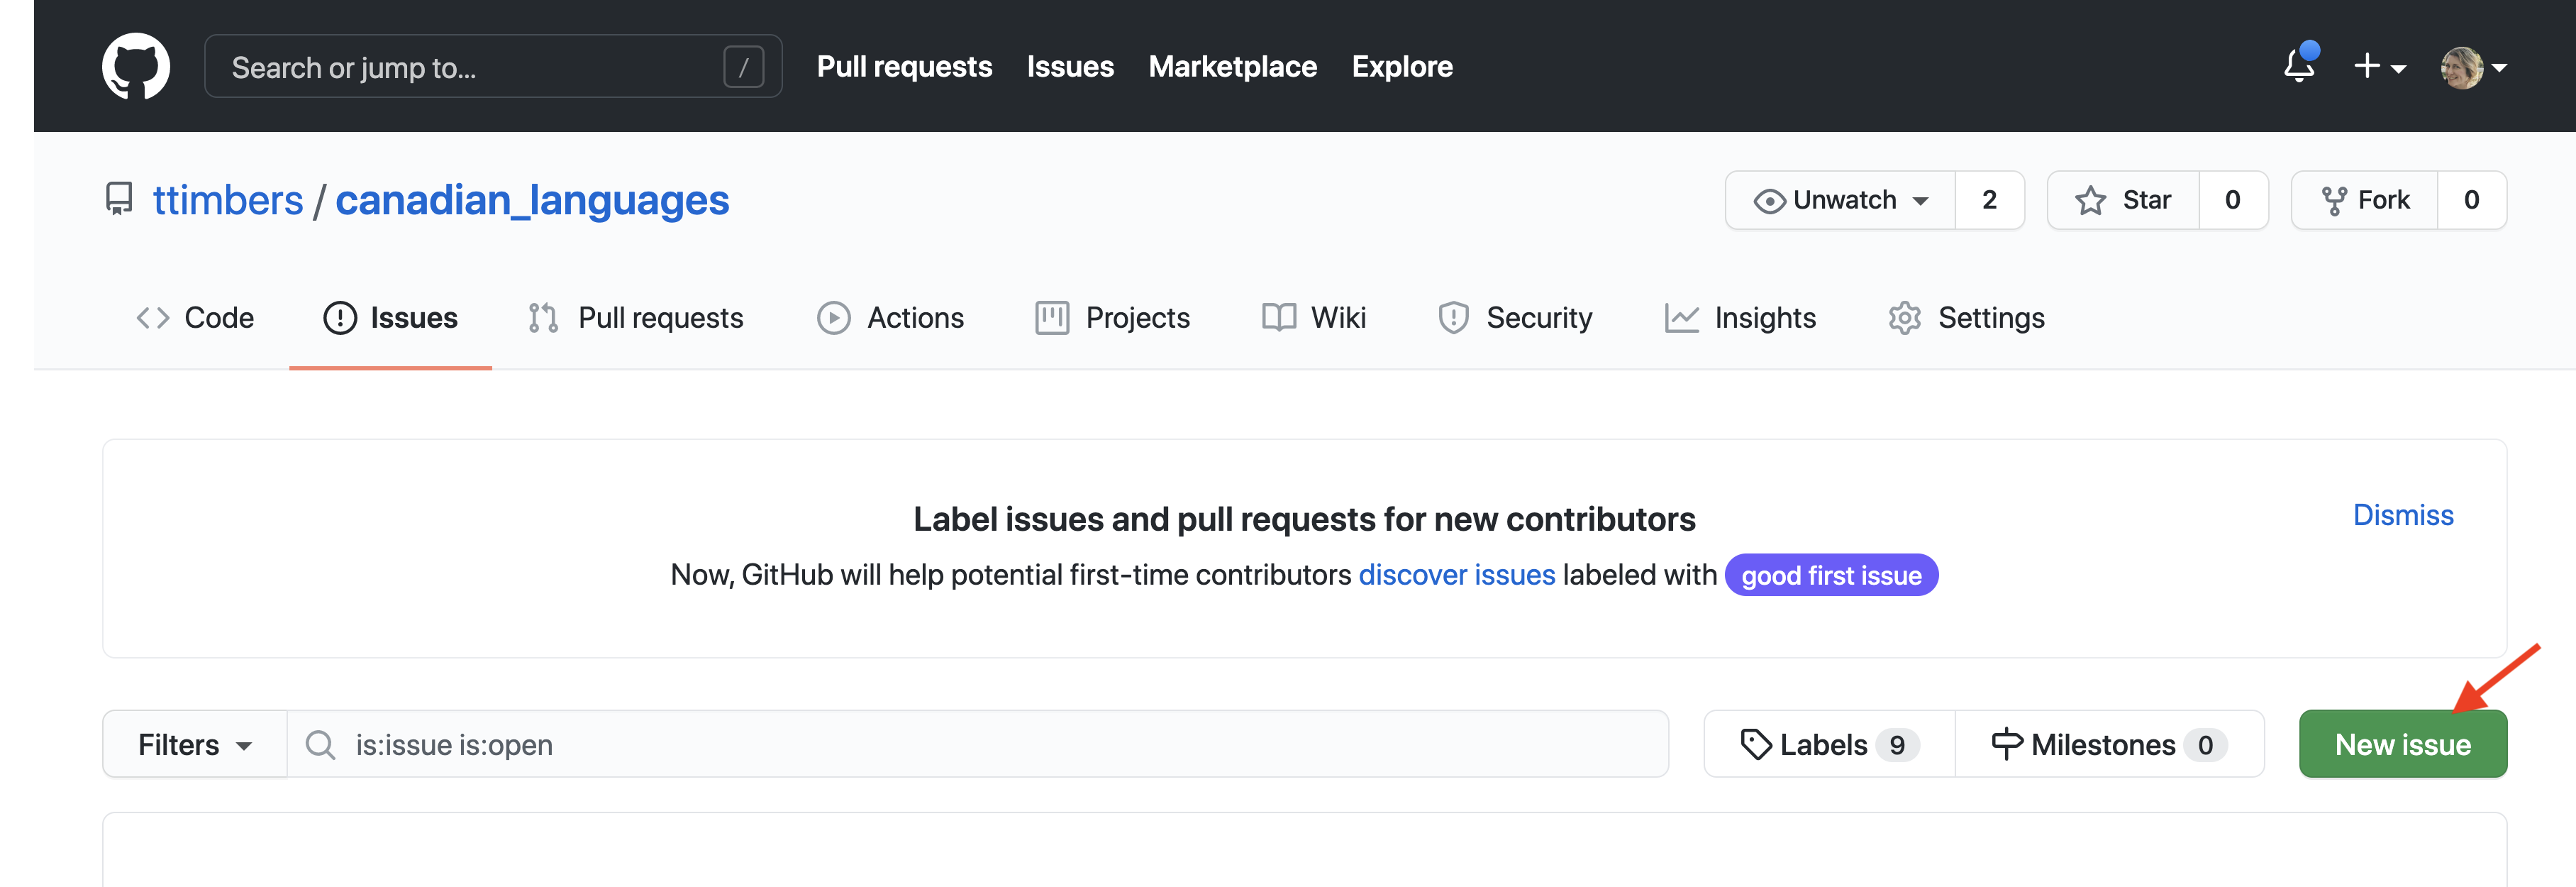 Search or jump to... /
Pull requests Issues Marketplace Explore
ttimbers / canadian_languages
Unwatch 2 Star 0 Fork 0
Code Issues Pull requests Actions Projects Wiki Security Insights Settings
Label issues and pull requests for new contributors
Dismiss
Now, GitHub will help potential first-time contributors discover issues labeled with good first issue
Filters is:issue is:open Labels 9 Milestones 0 New issue